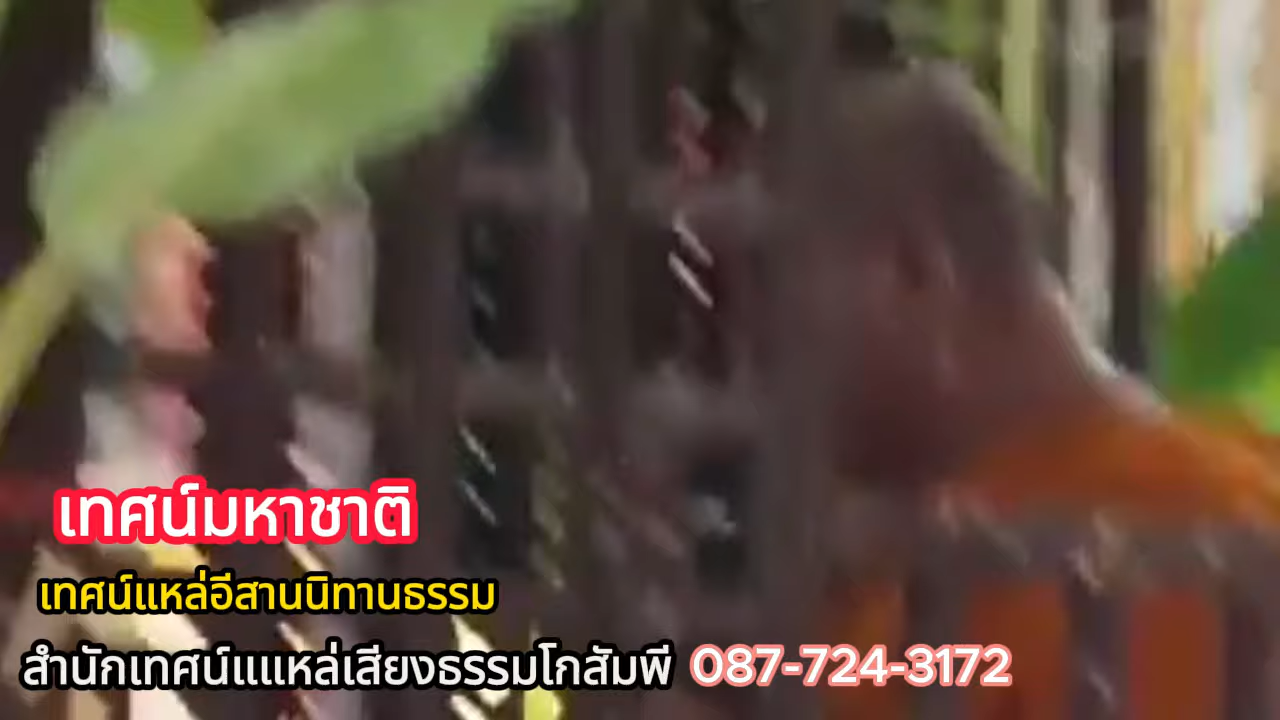 เทศน์มหาชาติ
เทศน์แหล่อีสานนิทานธรรม
สำนักเทศน์แแหล่เสียงธรรมโกสัมพี 087-724-3172